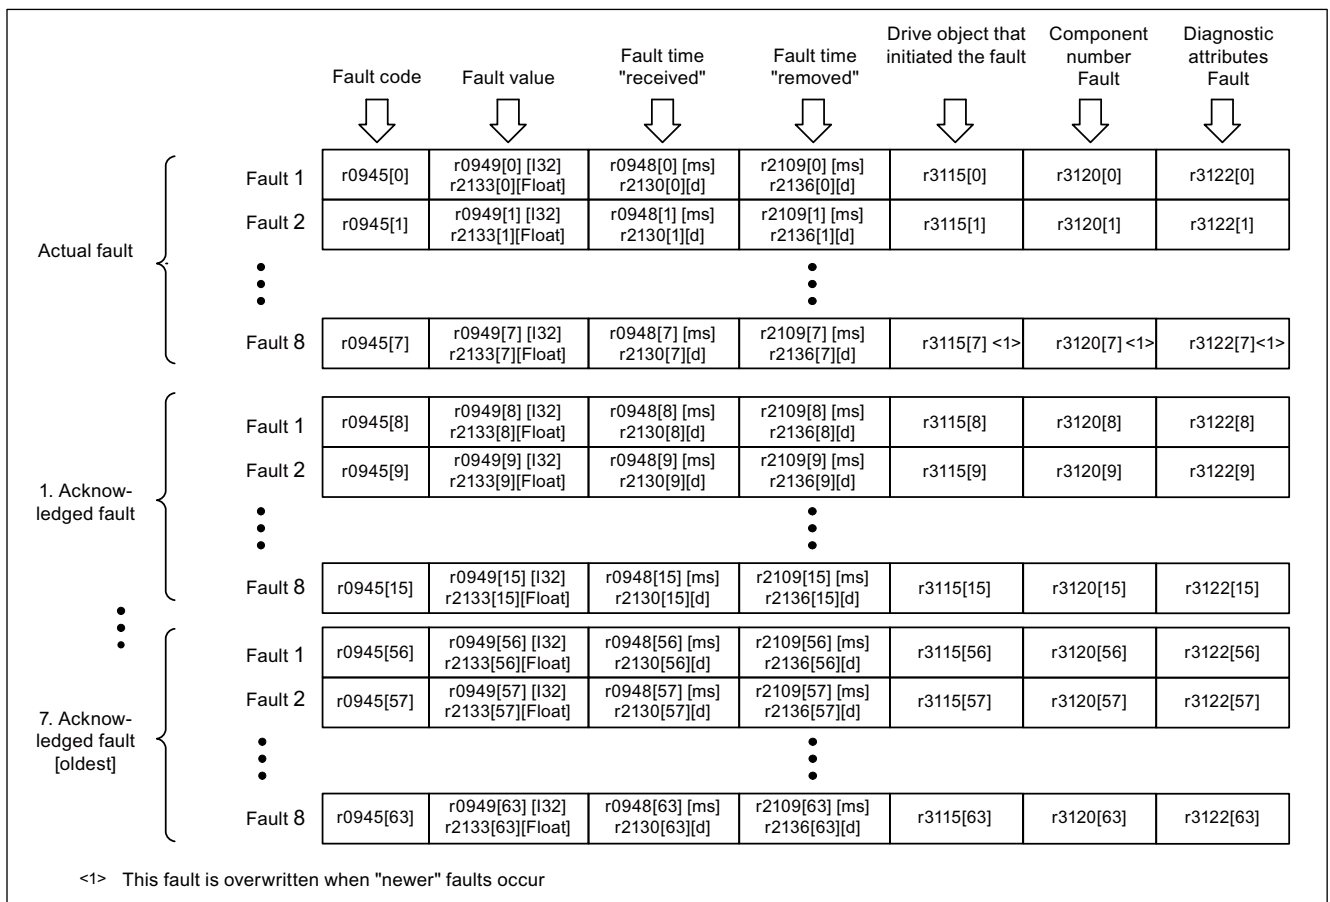 Fault code
Fault value
Fault time
"received"
Fault time
"removed"
Drive object that
initiated the fault
Component
number
Fault
Diagnostic
attributes
Fault
Actual fault
Fault 1
r0945[0]
r0949[0] [I32]
r2133[0][Float]
r0948[0] [ms]
r2130[0][d]
r2109[0] [ms]
r2136[0][d]
r3115[0]
r3120[0]
r3122[0]
Fault 2
r0945[1]
r0949[1] [I32]
r2133[1][Float]
r0948[1] [ms]
r2130[1][d]
r2109[1] [ms]
r2136[1][d]
r3115[1]
r3120[1]
r3122[1]
Fault 8
r0945[7]
r0949[7] [I32]
r2133[7][Float]
r0948[7] [ms]
r2130[7][d]
r2109[7] [ms]
r2136[7][d]
r3115[7] <1>
r3120[7] <1>
r3122[7]<1>
1. Acknow-
ledged fault
Fault 1
r0945[8]
r0949[8] [I32]
r2133[8][Float]
r0948[8] [ms]
r2130[8][d]
r2109[8] [ms]
r2136[8][d]
r3115[8]
r3120[8]
r3122[8]
Fault 2
r0945[9]
r0949[9] [I32]
r2133[9][Float]
r0948[9] [ms]
r2130[9][d]
r2109[9] [ms]
r2136[9][d]
r3115[9]
r3120[9]
r3122[9]
Fault 8
r0945[15]
r0949[15] [I32]
r2133[15][Float]
r0948[15] [ms]
r2130[15][d]
r2109[15] [ms]
r2136[15][d]
r3115[15]
r3120[15]
r3122[15]
7. Acknow-
ledged fault
[oldest]
Fault 1
r0945[56]
r0949[56] [I32]
r2133[56][Float]
r0948[56] [ms]
r2130[56][d]
r2109[56] [ms]
r2136[56][d]
r3115[56]
r3120[56]
r3122[56]
Fault 2
r0945[57]
r0949[57] [I32]
r2133[57][Float]
r0948[57] [ms]
r2130[57][d]
r2109[57] [ms]
r2136[57][d]
r3115[57]
r3120[57]
r3122[57]
Fault 8
r0945[63]
r0949[63] [I32]
r2133[63][Float]
r0948[63] [ms]
r2130[63][d]
r2109[63] [ms]
r2136[63][d]
r3115[63]
r3120[63]
r3122[63]
<1> This fault is overwritten when "newer" faults occur